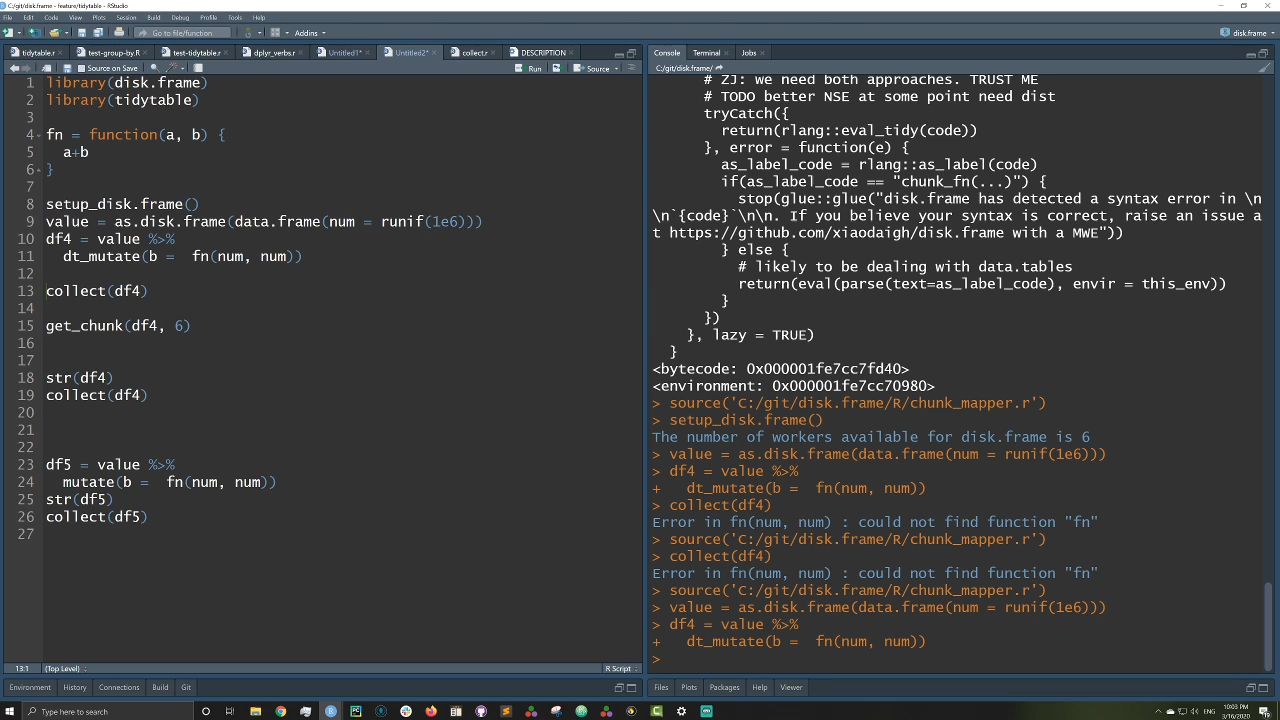 C:/git/disk.frame - feature/tidytable - RStudio
File Edit Code View Plots Session Build Debug Profile Tools Help
Go to file/function Addins disk.frame
tidytable.r test-group-by.R test-tidytable.r dplyr_verbs.r Untitled1* Untitled2* collect.r DESCRIPTION
Source on Save Run Source
1 library(disk.frame)
2 library(tidytable)
3
4 fn = function(a, b) {
5 a+b
6 }
7
8 setup_disk.frame()
9 value = as.disk.frame(data.frame(num = runif(1e6)))
10 df4 = value %>%
11 dt_mutate(b =  fn(num, num))
12
13 collect(df4)
14
15 get_chunk(df4, 6)
16
17
18 str(df4)
19 collect(df4)
20
21
22
23 df5 = value %>%
24 mutate(b =  fn(num, num))
25 str(df5)
26 collect(df5)
27
13:1 (Top Level) R Script
Environment History Connections Build Git
Console Terminal Jobs
C:/git/disk.frame/
# ZJ: we need both approaches. TRUST ME
# TODO better NSE at some point need dist
tryCatch({
return(rlang::eval_tidy(code))
}, error = function(e) {
as_label_code = rlang::as_label(code)
if(as_label_code == "chunk_fn(...)") {
stop(glue::glue("disk.frame has detected a syntax error in \n
\n`{code}`\n\n. If you believe your syntax is correct, raise an issue a
t https://github.com/xiaodaigh/disk.frame with a MWE"))
} else {
# likely to be dealing with data.tables
return(eval(parse(text=as_label_code), envir = this_env))
}
})
}, lazy = TRUE)
}
<bytecode: 0x000001fe7cc7fd40>
<environment: 0x000001fe7cc70980>
> source('C:/git/disk.frame/R/chunk_mapper.r')
> setup_disk.frame()
The number of workers available for disk.frame is 6
> value = as.disk.frame(data.frame(num = runif(1e6)))
> df4 = value %>%
+ dt_mutate(b =  fn(num, num))
> collect(df4)
Error in fn(num, num) : could not find function "fn"
> source('C:/git/disk.frame/R/chunk_mapper.r')
> collect(df4)
Error in fn(num, num) : could not find function "fn"
> source('C:/git/disk.frame/R/chunk_mapper.r')
> value = as.disk.frame(data.frame(num = runif(1e6)))
> df4 = value %>%
+ dt_mutate(b =  fn(num, num))
>
Files Plots Packages Help Viewer
Type here to search
ENG
10:03 PM
3/16/2020